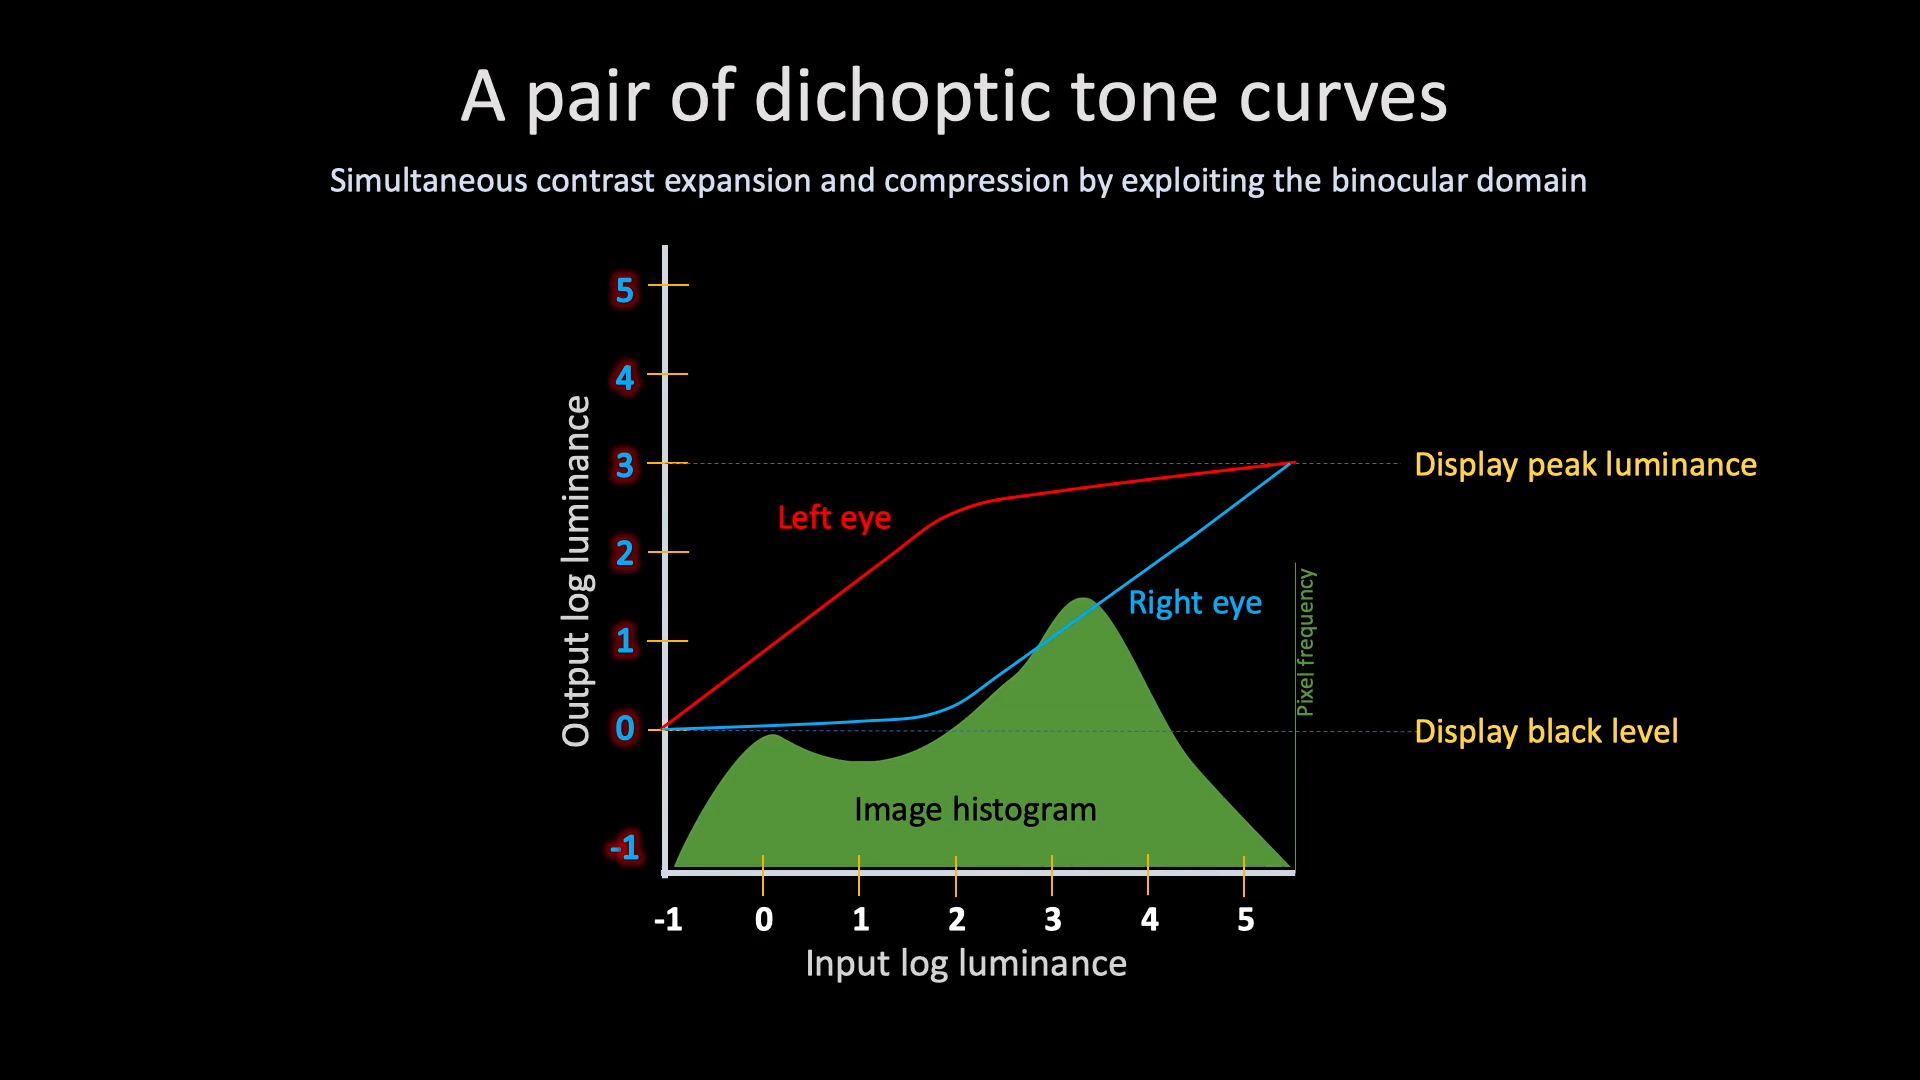 A pair of dichoptic tone curves
Simultaneous contrast expansion and compression by exploiting the binocular domain
Output log luminance
5
4
3
2
1
0
-1
Left eye
Right eye
Display peak luminance
Display black level
Pixel frequency
Image histogram
-1 0 1 2 3 4 5
Input log luminance